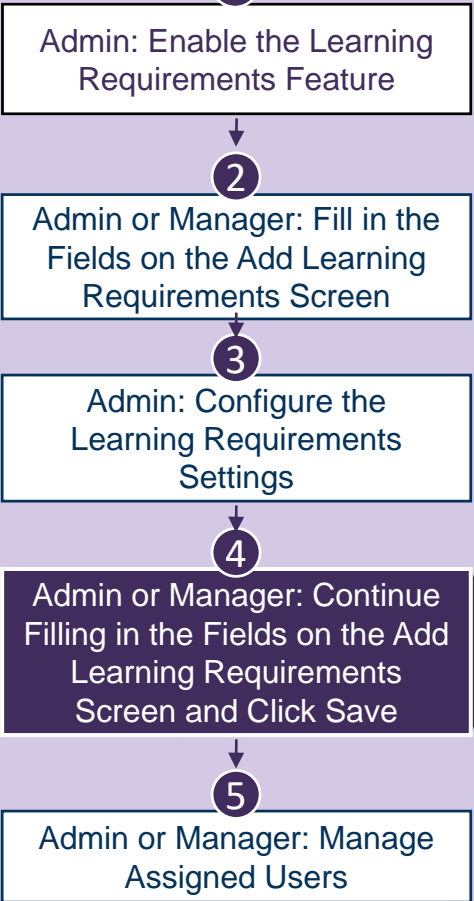 Admin: Enable the Learning
Requirements Feature
2
Admin or Manager: Fill in the
Fields on the Add Learning
Requirements Screen
3
Admin: Configure the
Learning Requirements
Settings
4
Admin or Manager: Continue
Filling in the Fields on the Add
Learning Requirements
Screen and Click Save
5
Admin or Manager: Manage
Assigned Users